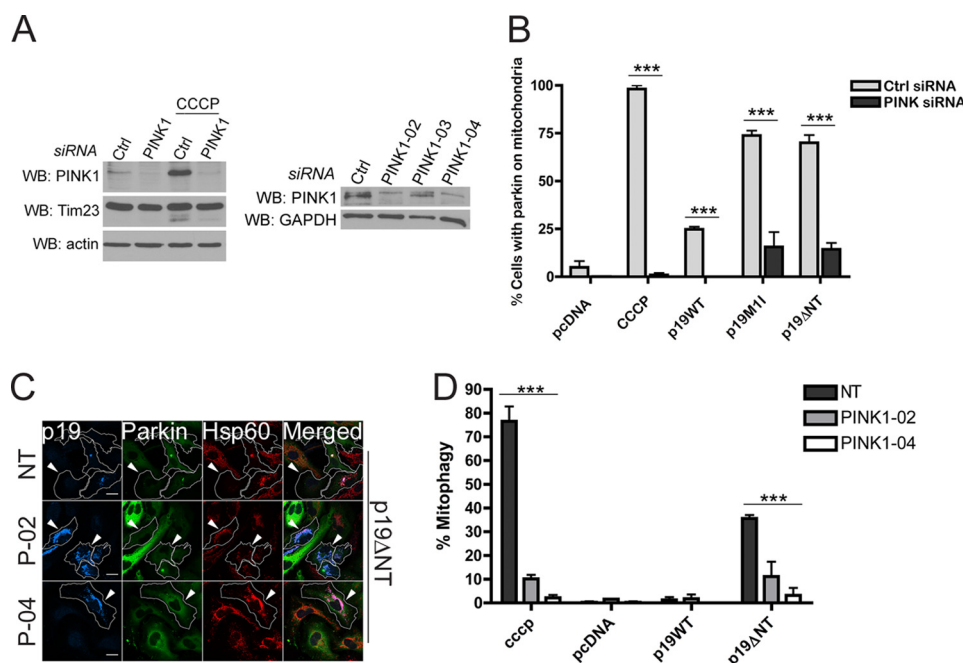 A
CCCP
siRNA Ctrl PINK1 Ctrl PINK1
WB: PINK1
WB: Tim23
WB: actin
siRNA Ctrl PINK1-02 PINK1-03 PINK1-04
WB: PINK1
WB: GAPDH
B
% Cells with parkin on mitochondria
100
75
50
25
0
*** *** *** ***
pcDNA CCCP p19WT p19M1I p19ΔNT
Ctrl siRNA
PINK siRNA
C
p19 Parkin Hsp60 Merged
NT
P-02
P-04
p19ΔNT
D
% Mitophagy
90
80
70
60
50
40
30
20
10
0
*** ***
cccp pcDNA p19WT p19ΔNT
NT
PINK1-02
PINK1-04